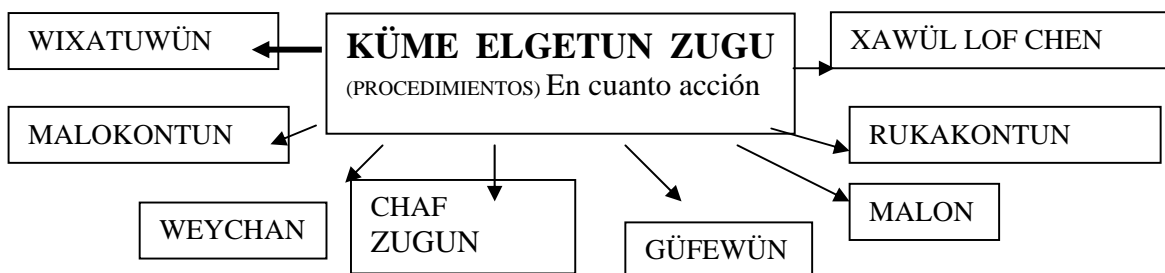 WIXATUWÜN
KÜME ELGETUN ZUGU
(PROCEDIMIENTOS) En cuanto acción
XAWÜL LOF CHEN
MALOKONTUN
RUKAKONTUN
WEYCHAN
CHAF
ZUGUN
GÜFEWÜN
MALON